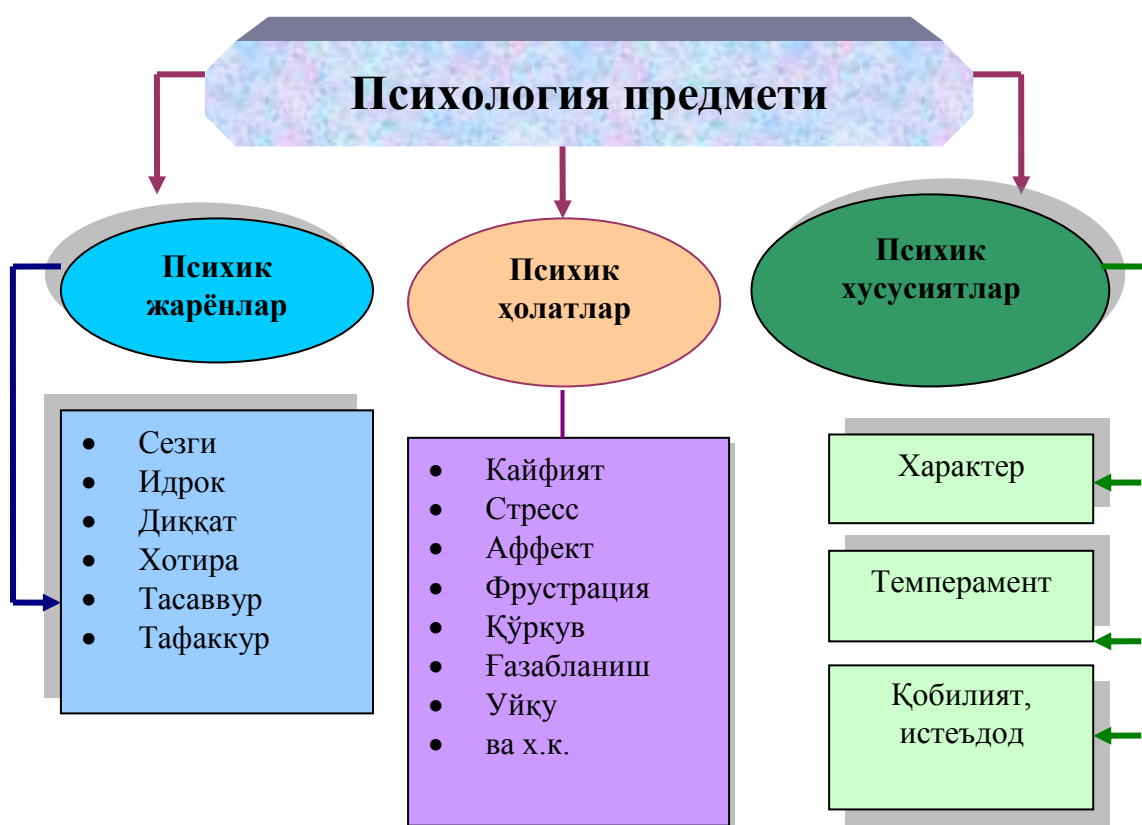 Психология предмети
Психик
жарёнлар
Психик
ҳолатлар
Психик
хусусиятлар
• Сезги
• Идрок
• Диққат
• Хотира
• Тасаввур
• Тафаккур
• Кайфият
• Стресс
• Аффект
• Фрустрация
• Қўрқув
• Ғазабланиш
• Уйқу
• ва х.к.
Характер
Темперамент
Қобилият,
истеъдод